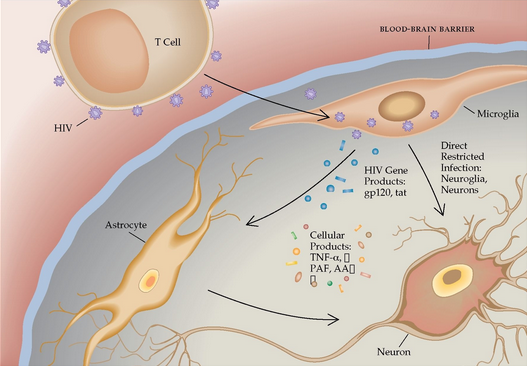 BLOOD-BRAIN BARRIER
T Cell
HIV
Microglia
Direct
Restricted
Infection:
Neuroglia,
Neurons
HIV Gene
Products:
gp120, tat
Astrocyte
Cellular
Products:
TNF-α, 
PAF, AA
Neuron